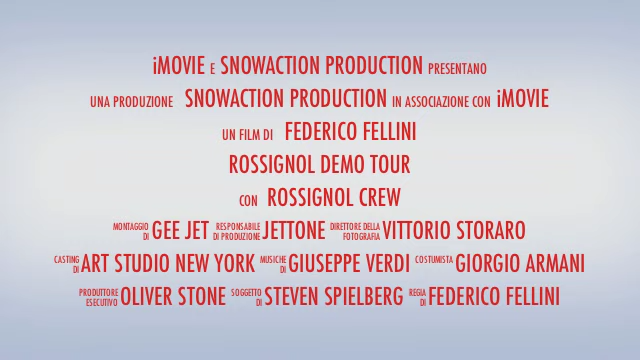 iMOVIE E SNOWACTION PRODUCTION PRESENTANO
UNA PRODUZIONE SNOWACTION PRODUCTION IN ASSOCIAZIONE CON iMOVIE
UN FILM DI FEDERICO FELLINI
ROSSIGNOL DEMO TOUR
CON ROSSIGNOL CREW
MONTAGGIO DI GEE JET RESPONSABILE DI PRODUZIONE JETTONE DIRETTORE DELLA FOTOGRAFIA VITTORIO STORARO
CASTING DI ART STUDIO NEW YORK MUSICHE DI GIUSEPPE VERDI COSTUMISTA GIORGIO ARMANI
PRODUTTORE ESECUTIVO OLIVER STONE SOGGETTO DI STEVEN SPIELBERG REGIA DI FEDERICO FELLINI